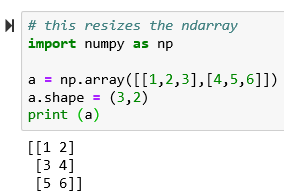 # this resizes the ndarray
import numpy as np
a = np.array([[1,2,3],[4,5,6]])
a.shape = (3,2)
print (a)
[[1 2]
 [3 4]
 [5 6]]